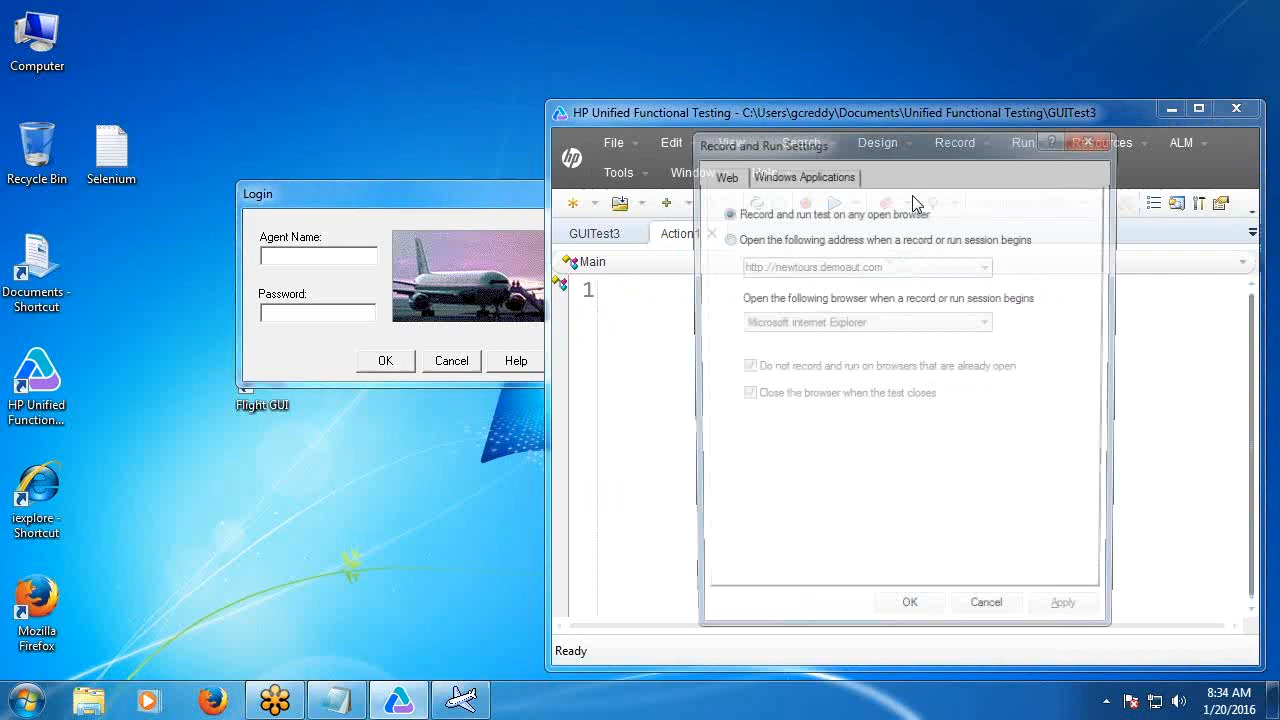 Computer
Recycle Bin
Selenium
Documents -
Shortcut
HP Unified
Function...
iexplore -
Shortcut
Mozilla
Firefox
Flight GUI
Login
Agent Name:
Password:
OK
Cancel
Help
HP Unified Functional Testing - C:\Users\gcreddy\Documents\Unified Functional Testing\GUITest3
hp
File
Edit
View
Search
Design
Record
Run
Resources
ALM
Tools
Window
GUITest3
Action1
Main
1
Record and Run Settings
Web
Windows Applications
Record and run test on any open browser
Open the following address when a record or run session begins
http://newtours.demoaut.com
Open the following browser when a record or run session begins
Microsoft Internet Explorer
Do not record and run on browsers that are already open
Close the browser when the test closes
OK
Cancel
Apply
Ready
8:34 AM
1/20/2016